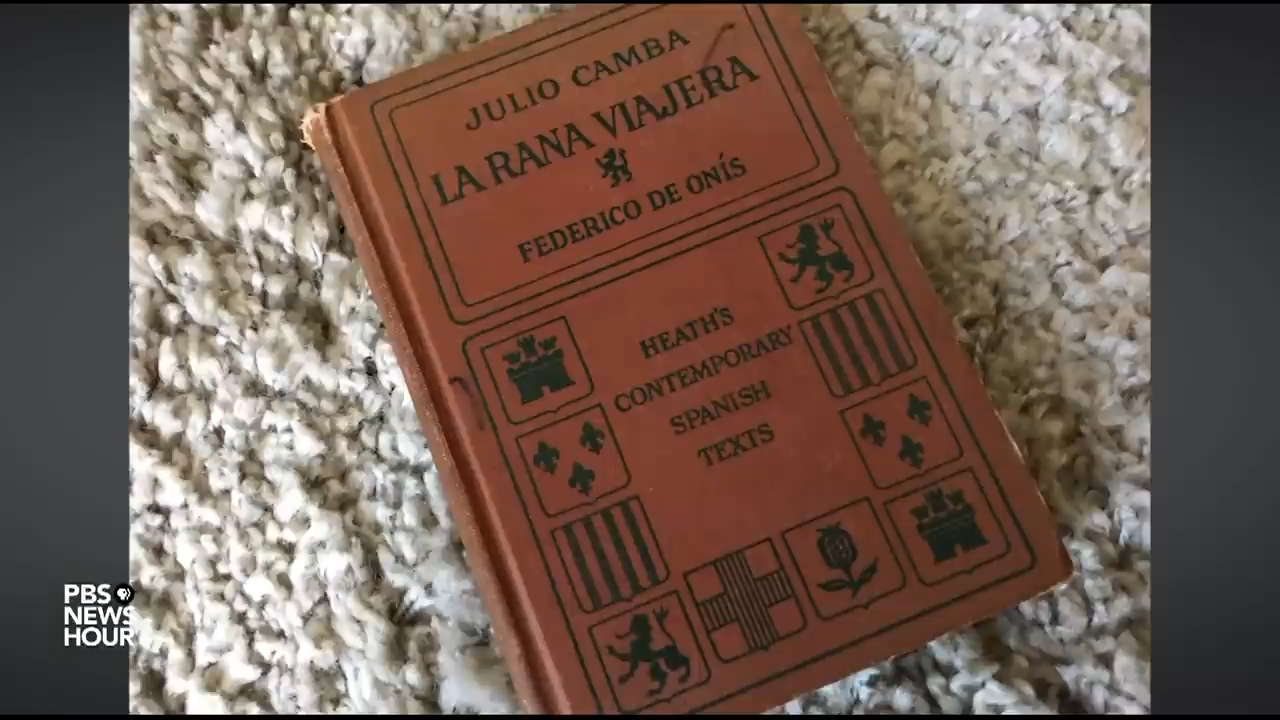 JULIO CAMBA
LA RANA VIAJERA
FEDERICO DE ONÍS
HEATH'S
CONTEMPORARY
SPANISH
TEXTS
PBS
NEWS
HOUR